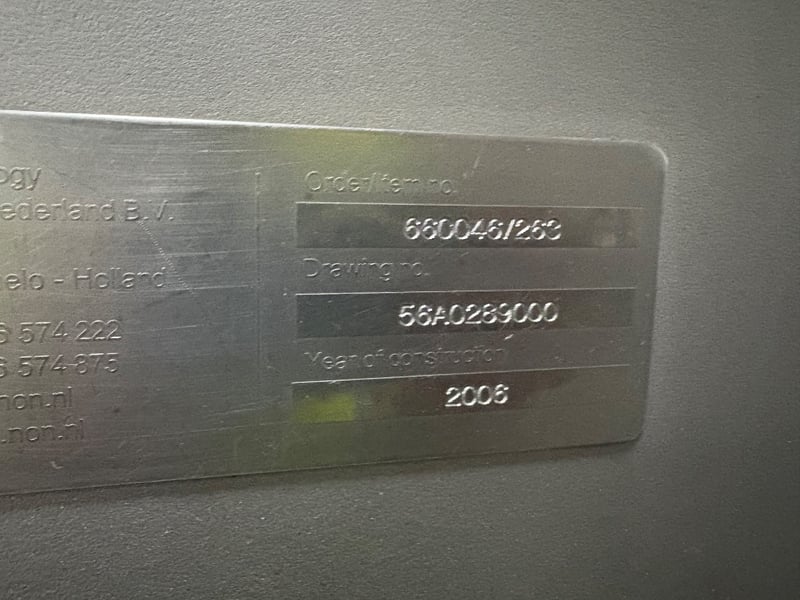 ogy
ederland B.V.
elo - Holland
6 574 222
6 574 875
non.nl
.non.nl
Order/Item no.
660046/263
Drawing no.
56A0289000
Year of construction
2006